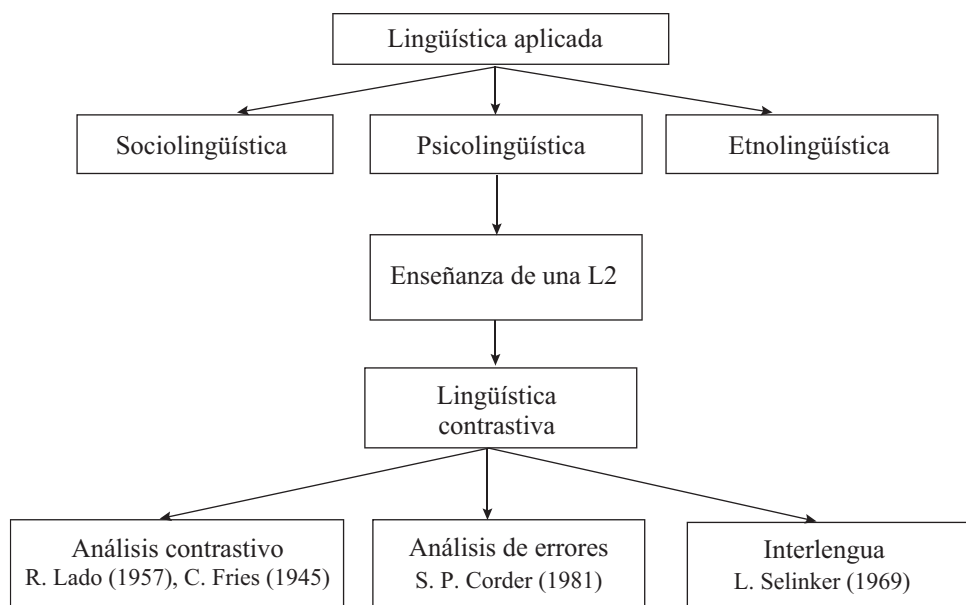 Lingüística aplicada
Sociolingüística
Psicolingüística
Etnolingüística
Enseñanza de una L2
Lingüística
contrastiva
Análisis contrastivo
R. Lado (1957), C. Fries (1945)
Análisis de errores
S. P. Corder (1981)
Interlengua
L. Selinker (1969)